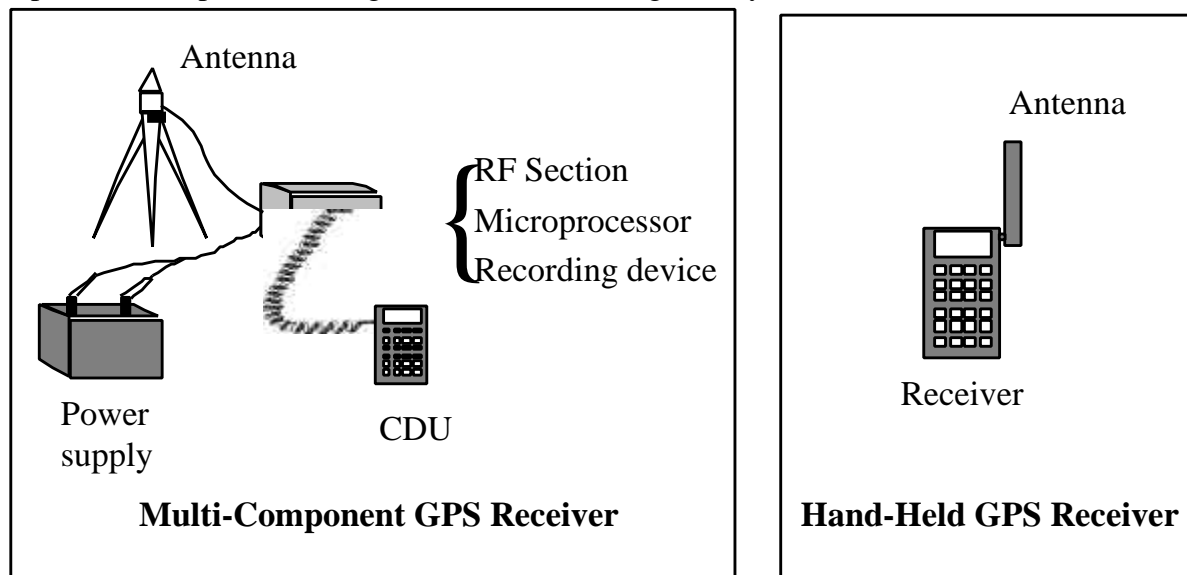 Antenna
RF Section
Microprocessor
Recording device
Power
supply
CDU
Multi-Component GPS Receiver
Antenna
Receiver
Hand-Held GPS Receiver